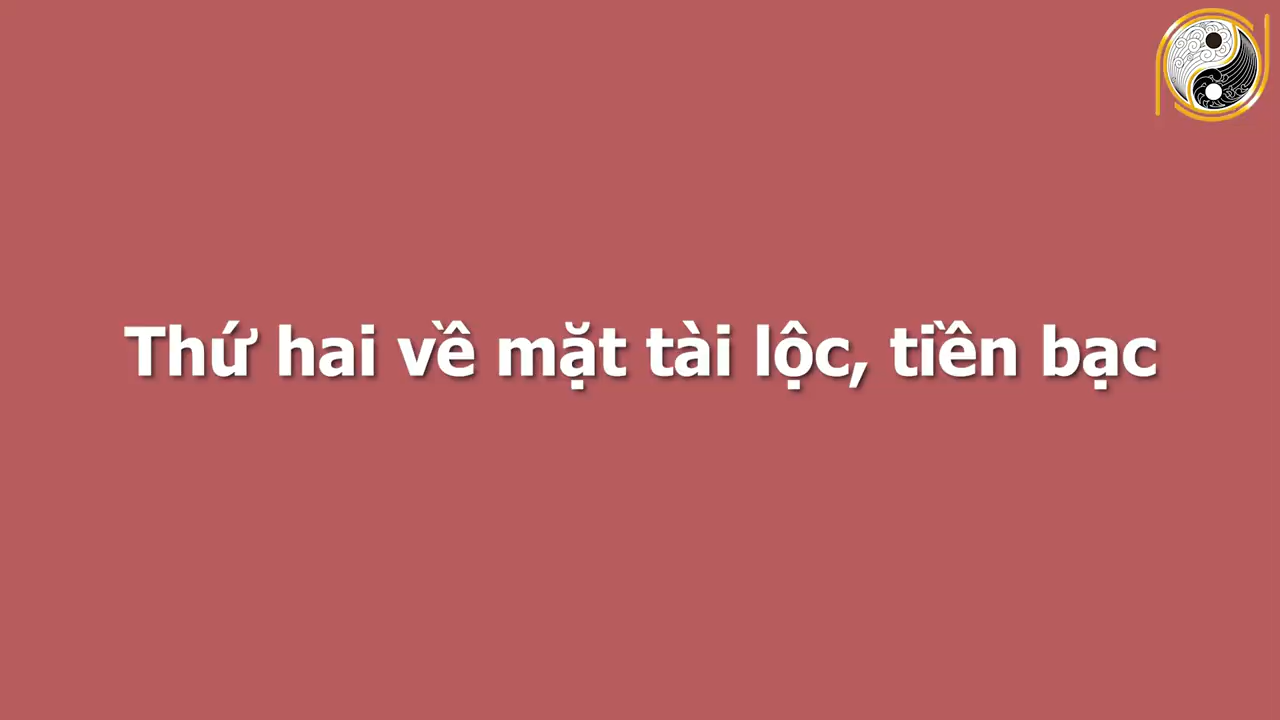 Thứ hai về mặt tài lộc, tiền bạc